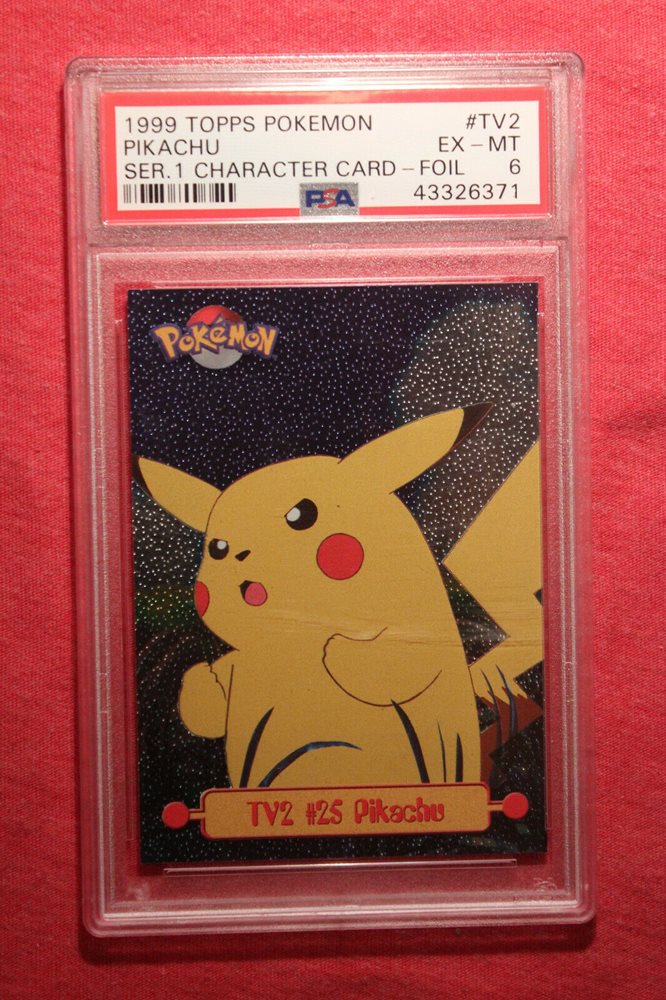 1999 TOPPS POKEMON #TV2
PIKACHU EX - MT
SER.1 CHARACTER CARD - FOIL 6
PSA 43326371
POKéMON
TV2 #25 Pikachu